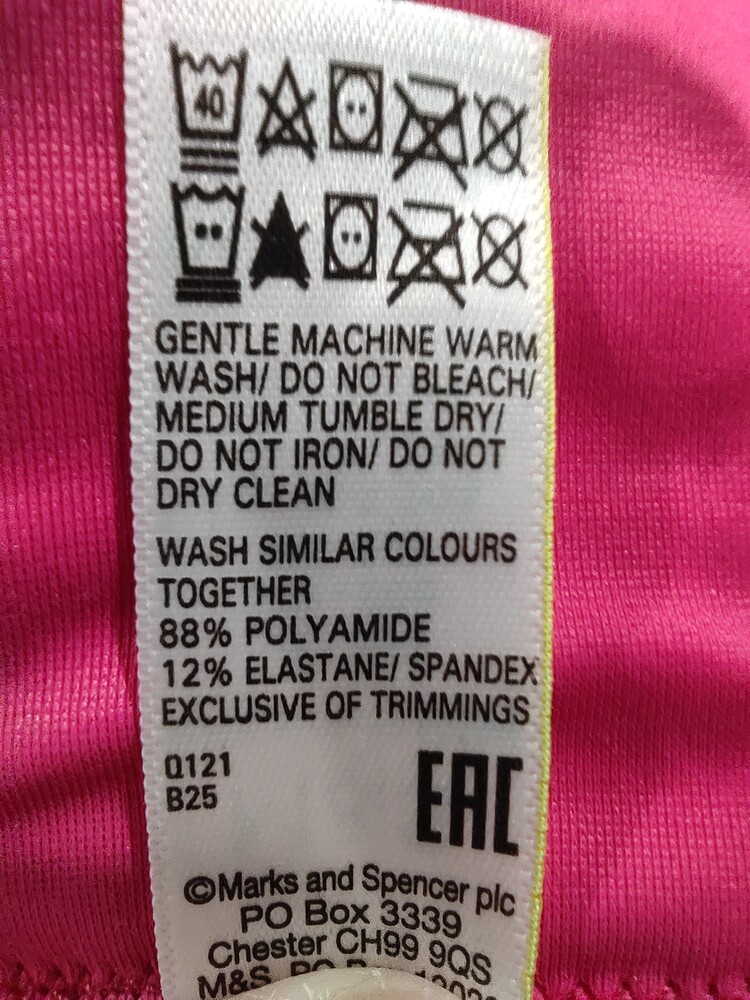 40
GENTLE MACHINE WARM
WASH/ DO NOT BLEACH/
MEDIUM TUMBLE DRY/
DO NOT IRON/ DO NOT
DRY CLEAN
WASH SIMILAR COLOURS
TOGETHER
88% POLYAMIDE
12% ELASTANE/ SPANDEX
EXCLUSIVE OF TRIMMINGS
Q121
B25
EAC
©Marks and Spencer plc
PO Box 3339
Chester CH99 9QS
M&S PO